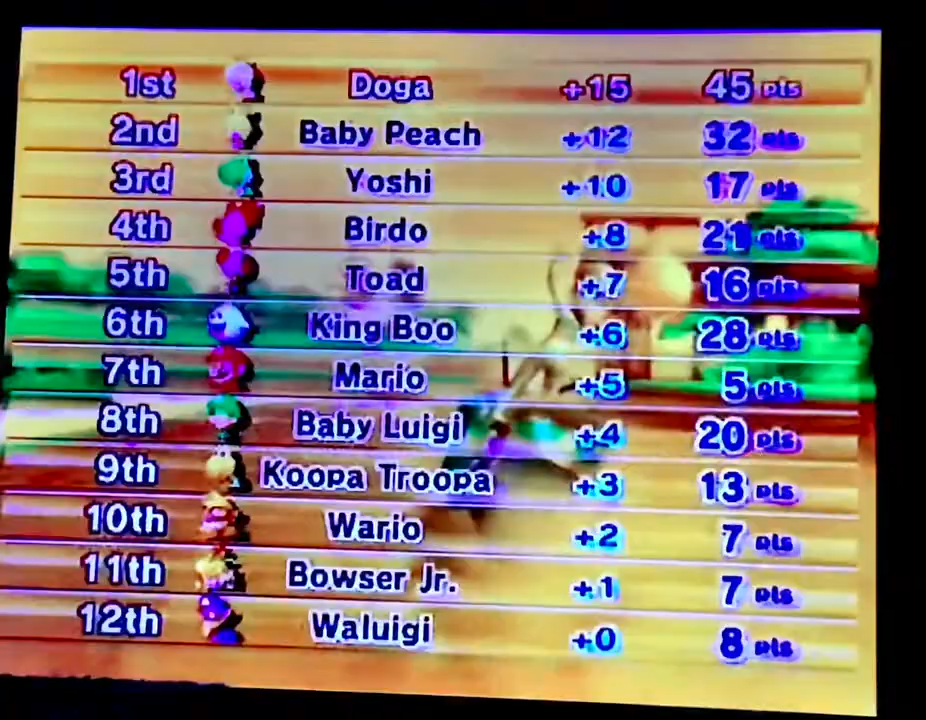 1st Doga +15 45 pts
2nd Baby Peach +12 32 pts
3rd Yoshi +10 17 pts
4th Birdo +8 21 pts
5th Toad +7 16 pts
6th King Boo +6 28 pts
7th Mario +5 5 pts
8th Baby Luigi +4 20 pts
9th Koopa Troopa +3 13 pts
10th Wario +2 7 pts
11th Bowser Jr. +1 7 pts
12th Waluigi +0 8 pts